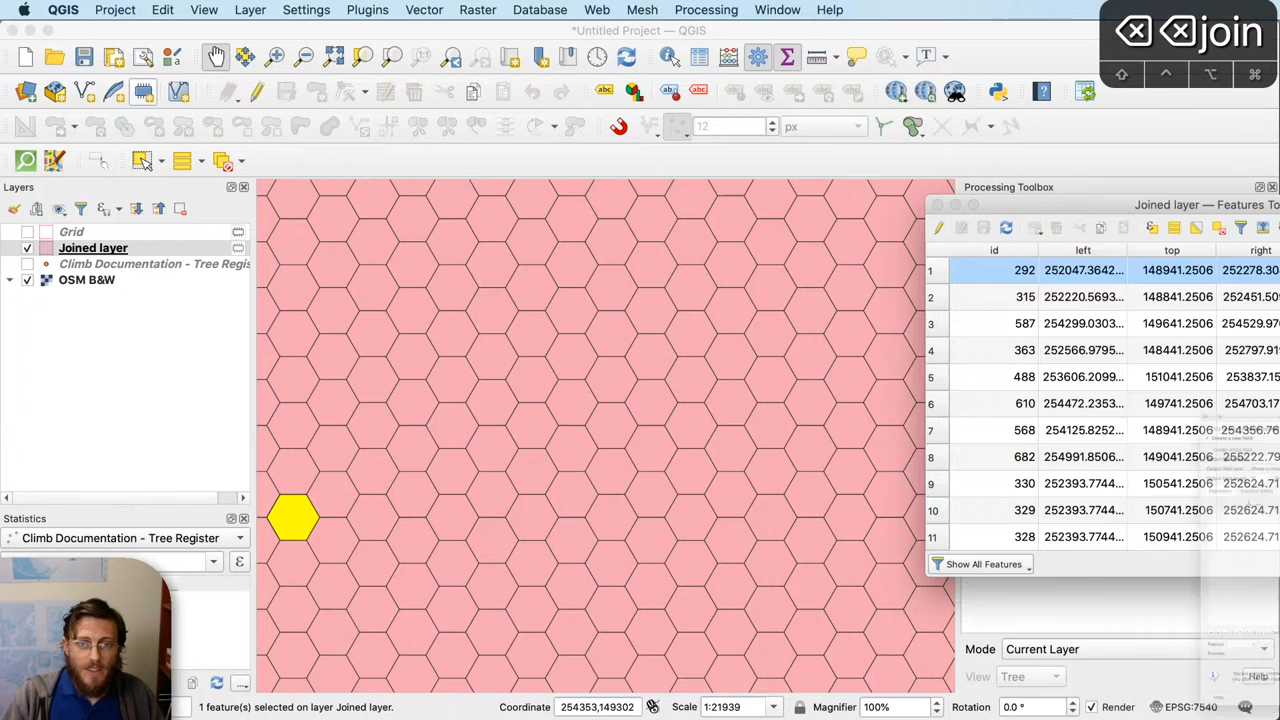 QGIS Project Edit View Layer Settings Plugins Vector Raster Database Web Mesh Processing Window Help
*Untitled Project — QGIS
⌫ ⌫join
12 px
Layers
Grid
Joined layer
Climb Documentation - Tree Regis
OSM B&W
Statistics
Climb Documentation - Tree Register
Processing Toolbox
Joined layer — Features To
id left top right
1 292 252047.3642... 148941.2506 252278.30
2 315 252220.5693... 148841.2506 252451.509
3 587 254299.0303... 149641.2506 254529.970
4 363 252566.9795... 148441.2506 252797.919
5 488 253606.2099... 151041.2506 253837.15
6 610 254472.2353... 149741.2506 254703.17
7 568 254125.8252... 148941.2506 254356.76
8 682 254991.8506... 149041.2506 255222.79
9 330 252393.7744... 150541.2506 252624.71
10 329 252393.7744... 150741.2506 252624.71
11 328 252393.7744... 150941.2506 252624.71
Show All Features
Mode Current Layer
View Tree
Help
1 feature(s) selected on layer Joined layer.
Coordinate 254353,149302 Scale 1:21939 Magnifier 100% Rotation 0.0 ° Render EPSG:7540